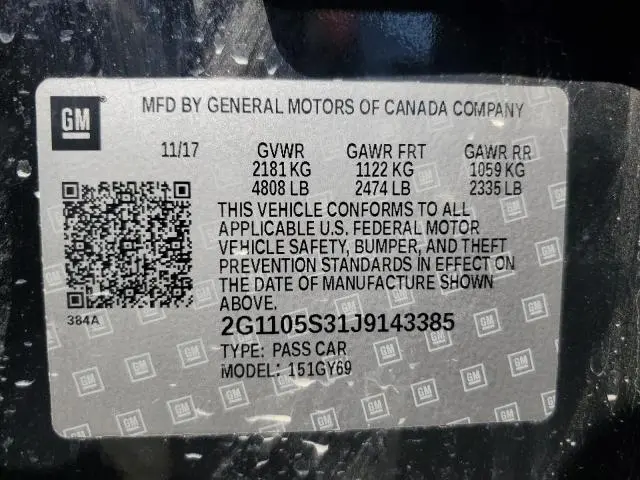 GM
MFD BY GENERAL MOTORS OF CANADA COMPANY
11/17 GVWR GAWR FRT GAWR RR
2181 KG 1122 KG 1059 KG
4808 LB 2474 LB 2335 LB
THIS VEHICLE CONFORMS TO ALL
APPLICABLE U.S. FEDERAL MOTOR
VEHICLE SAFETY, BUMPER, AND THEFT
PREVENTION STANDARDS IN EFFECT ON
THE DATE OF MANUFACTURE SHOWN
ABOVE.
384A
2G1105S31J9143385
TYPE: PASS CAR
MODEL: 151GY69